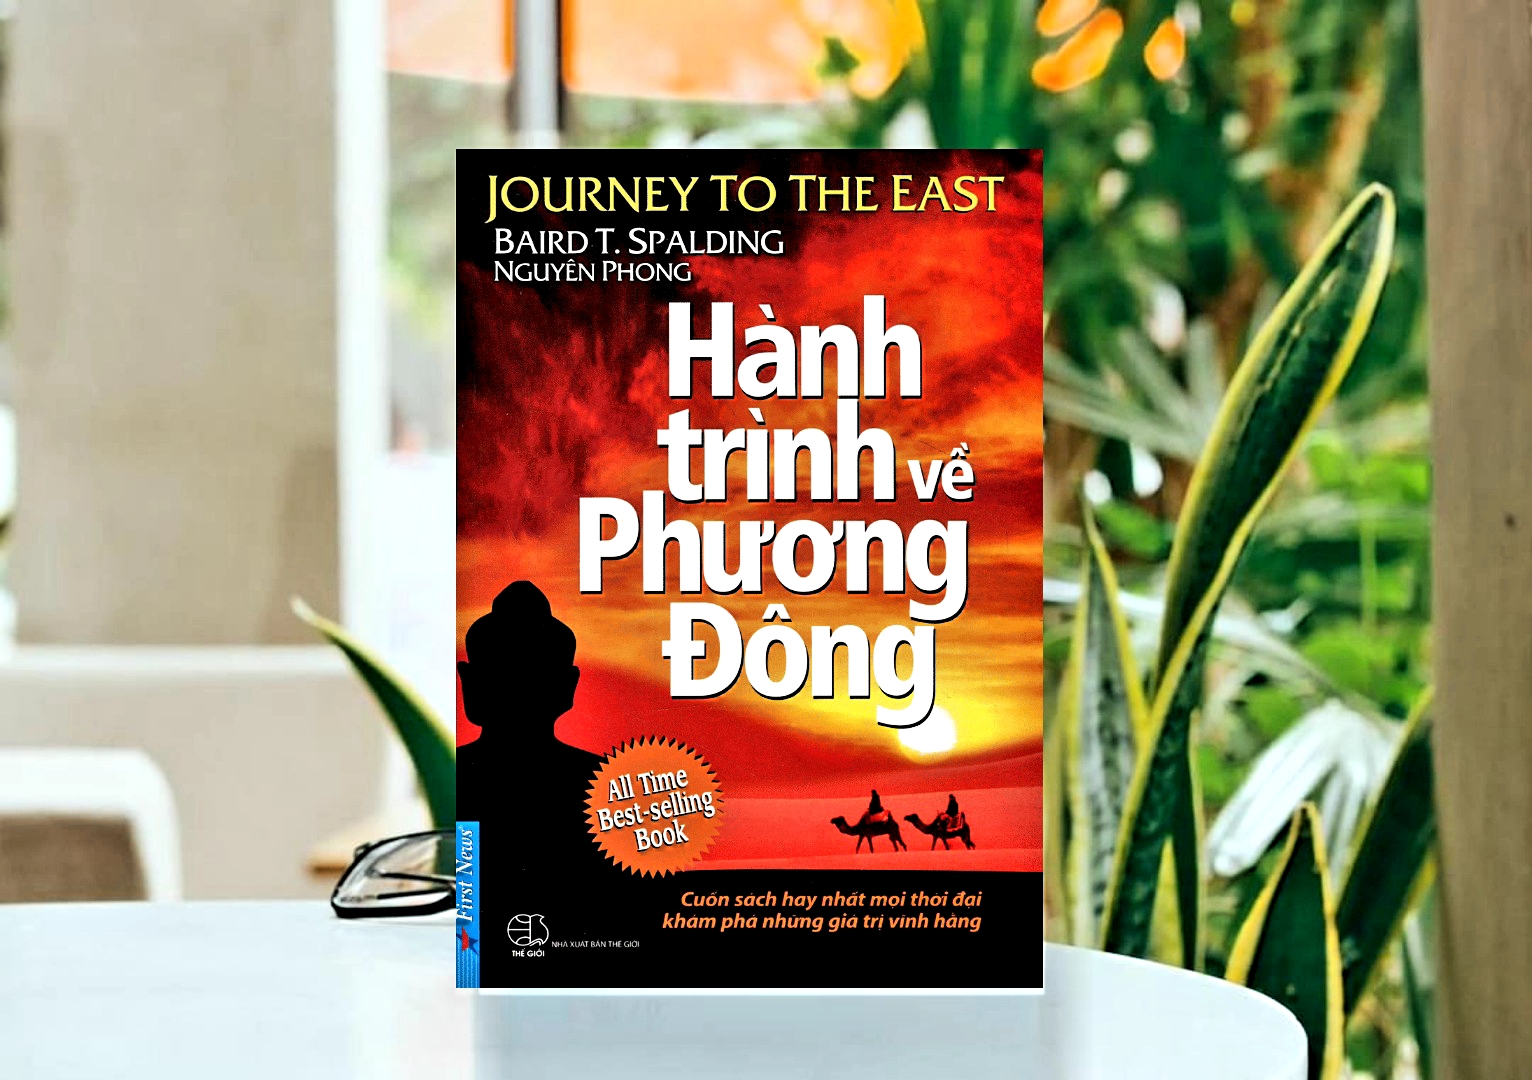 JOURNEY TO THE EAST
BAIRD T. SPALDING
NGUYÊN PHONG
Hành
trình về
Phương
Đông
All Time
Best-selling
Book
First News
Cuốn sách hay nhất mọi thời đại
khám phá những giá trị vĩnh hằng
NHÀ XUẤT BẢN THẾ GIỚI
THẾ GIỚI